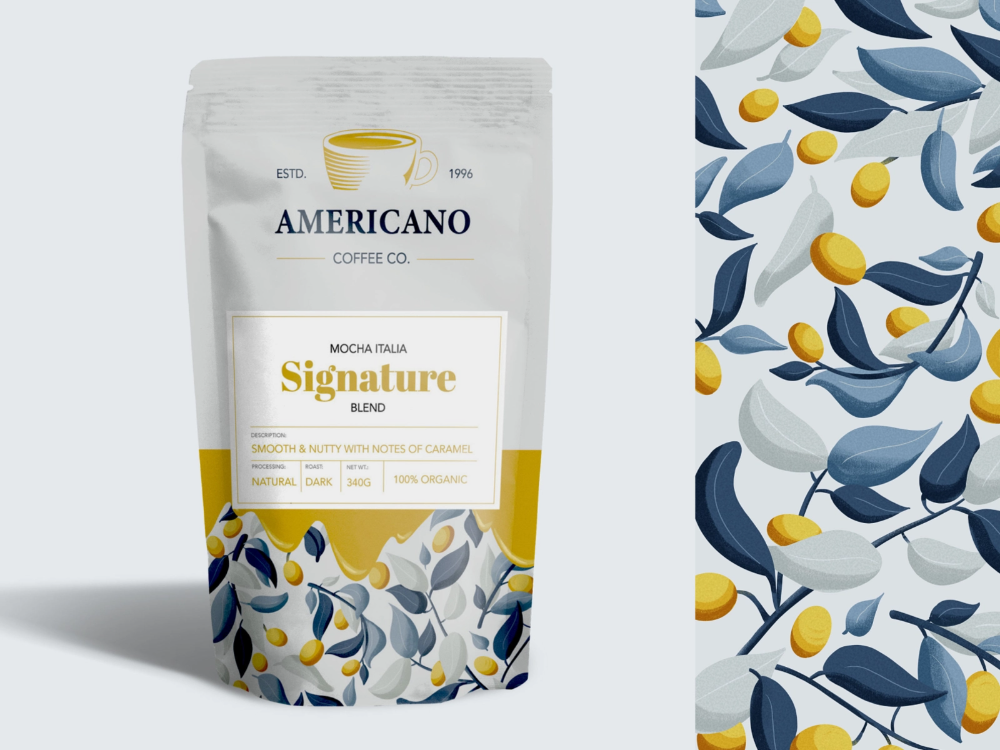 ESTD. 1996
AMERICANO
COFFEE CO.
MOCHA ITALIA
Signature
BLEND
DESCRIPTION:
SMOOTH & NUTTY WITH NOTES OF CARAMEL
PROCESSING: ROAST: NET WT.:
NATURAL DARK 340G 100% ORGANIC